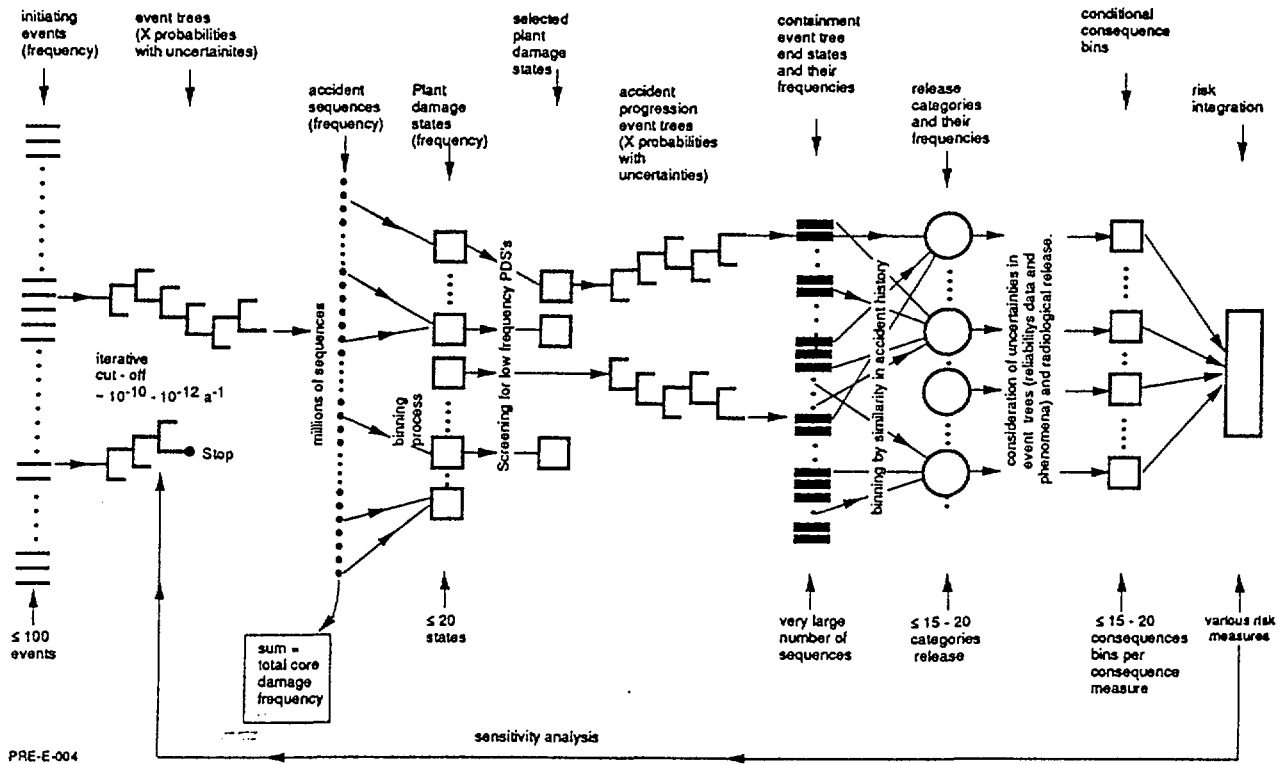 initiating
events
(frequency)
event trees
(X probabilities
with uncertainites)
accident
sequences
(frequency)
Plant
damage
states
(frequency)
selected
plant
damage
states
accident
progression
event trees
(X probabilities
with
uncertainties)
containment
event tree
end states
and their
frequencies
release
categories
and their
frequencies
conditional
consequence
bins
risk
integration
iterative
cut - off
~ 10⁻¹⁰ - 10⁻¹² a⁻¹
Stop
millions of sequences
binning
process
Screening for low frequency PDS's
binning by similarity in accident history
consideration of uncertainties in
event trees (reliabilitys data and
phenomena) and radiological release.
≤ 100
events
sum =
total core
damage
frequency
≤ 20
states
very large
number of
sequences
≤ 15 - 20
categories
release
≤ 15 - 20
consequences
bins per
consequence
measure
various risk
measures
sensitivity analysis
PRE-E-004